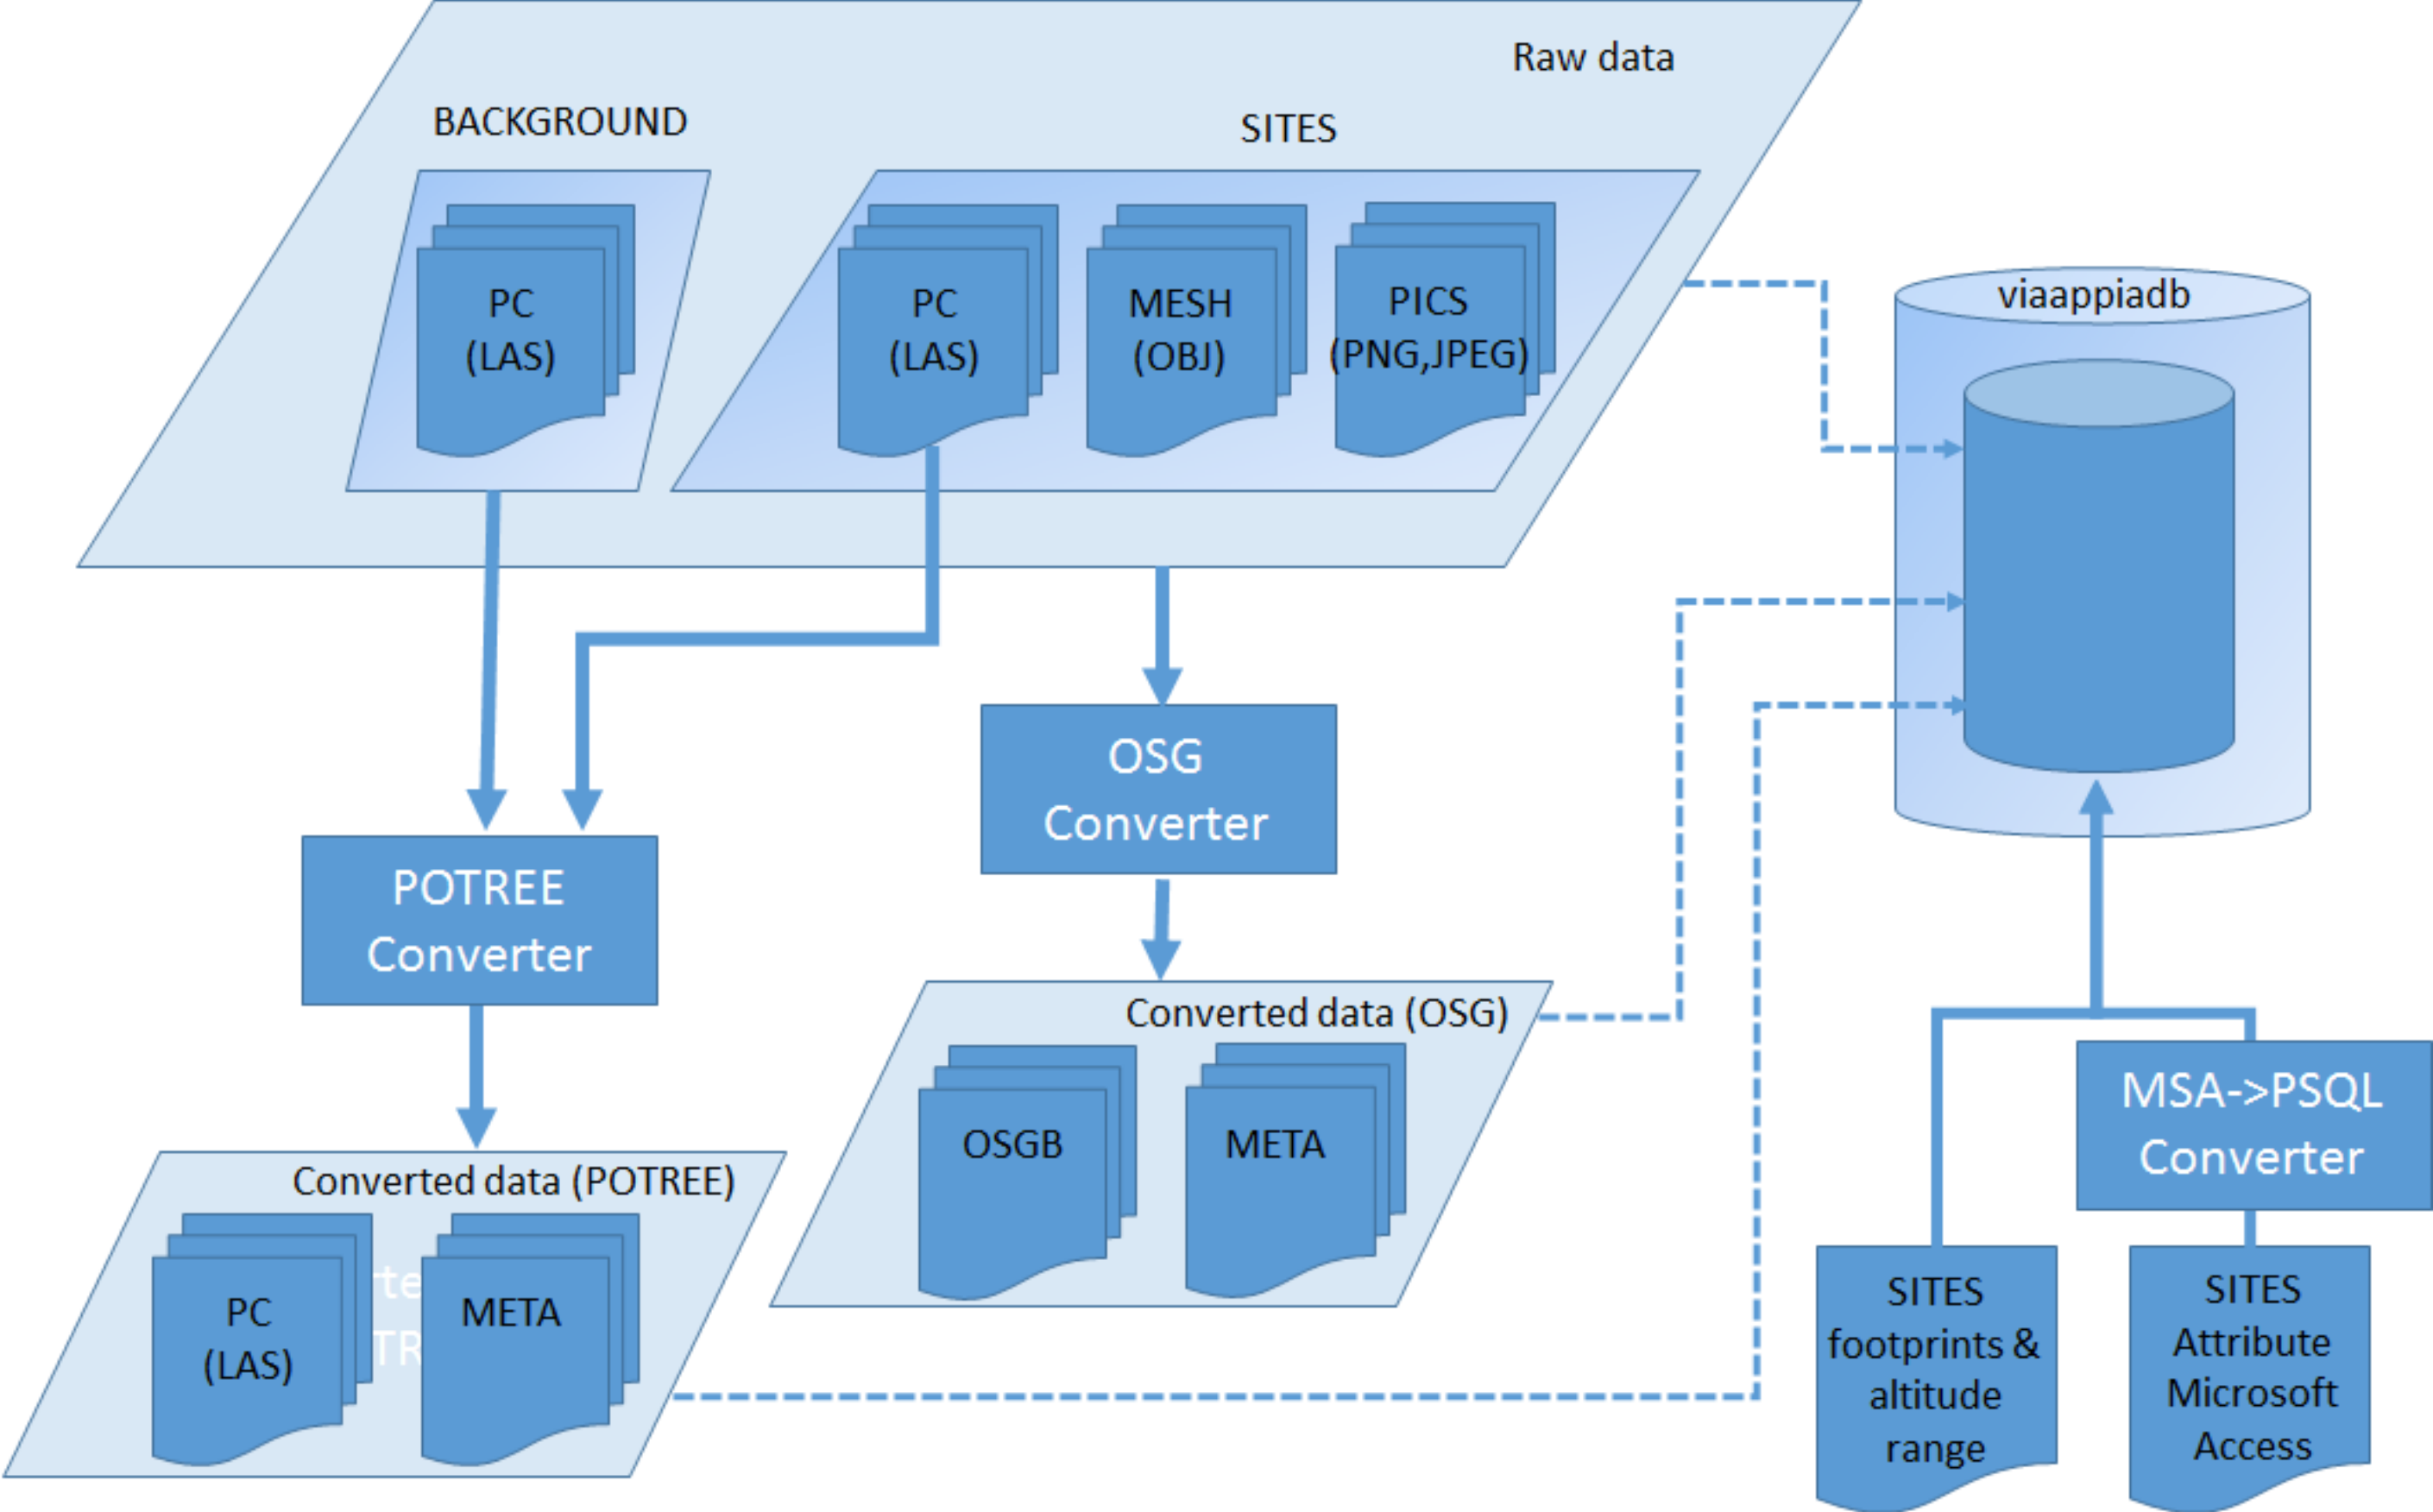 Raw data
BACKGROUND
SITES
PC
(LAS)
PC
(LAS)
MESH
(OBJ)
PICS
(PNG,JPEG)
viaappiadb
OSG
Converter
POTREE
Converter
Converted data (OSG)
OSGB
META
MSA->PSQL
Converter
Converted data (POTREE)
PC
(LAS)
META
rte
TR
SITES
footprints &
altitude
range
SITES
Attribute
Microsoft
Access